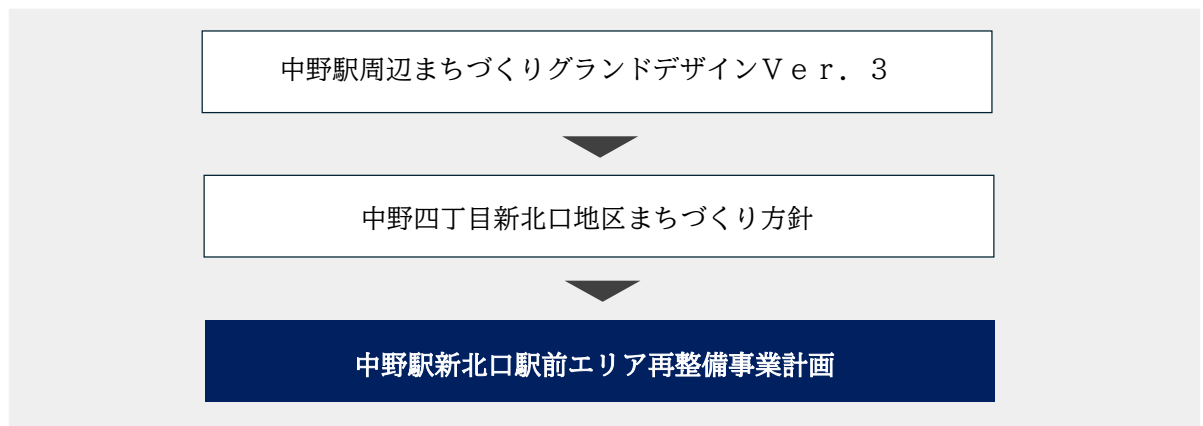 中野駅周辺まちづくりグランドデザインＶｅｒ．３
中野四丁目新北口地区まちづくり方針
中野駅新北口駅前エリア再整備事業計画